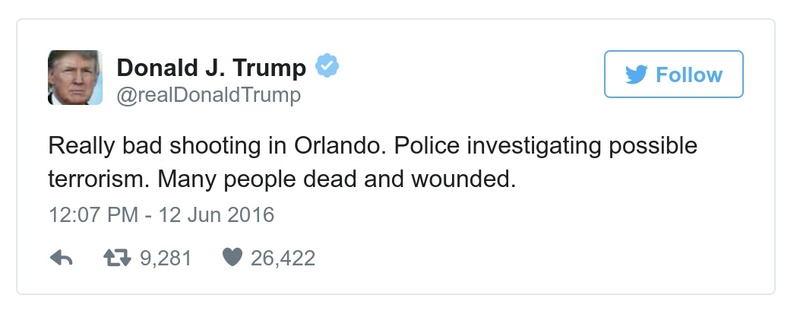 Donald J. Trump
@realDonaldTrump
Follow
Really bad shooting in Orlando. Police investigating possible
terrorism. Many people dead and wounded.
12:07 PM - 12 Jun 2016
9,281 26,422